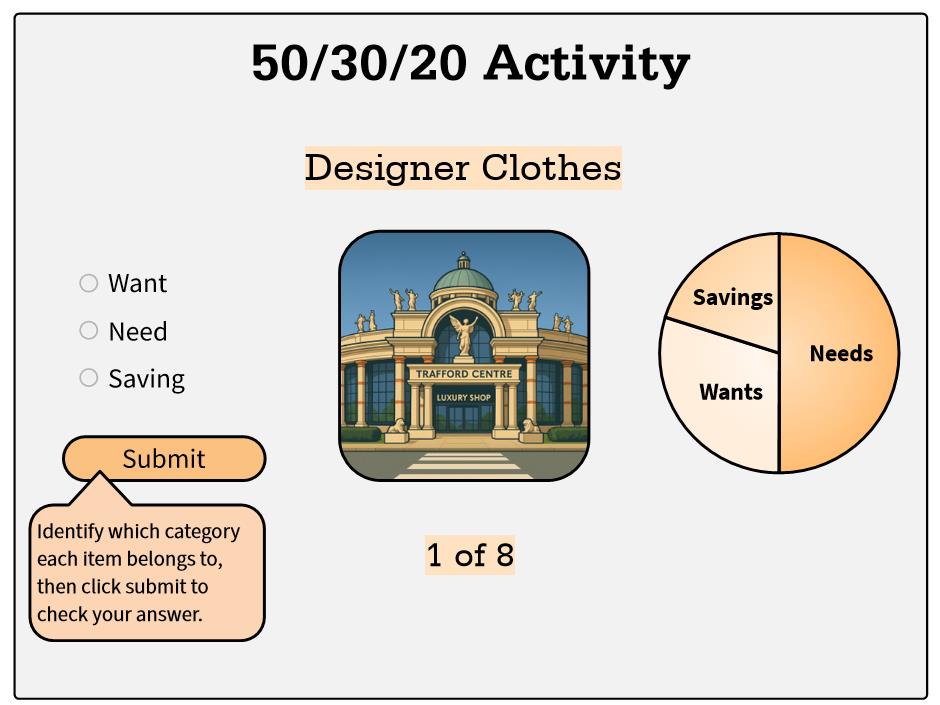 50/30/20 Activity
Designer Clothes
Want
Need
Saving
Submit
Identify which category
each item belongs to,
then click submit to
check your answer.
TRAFFORD CENTRE
LUXURY SHOP
1 of 8
Savings
Needs
Wants